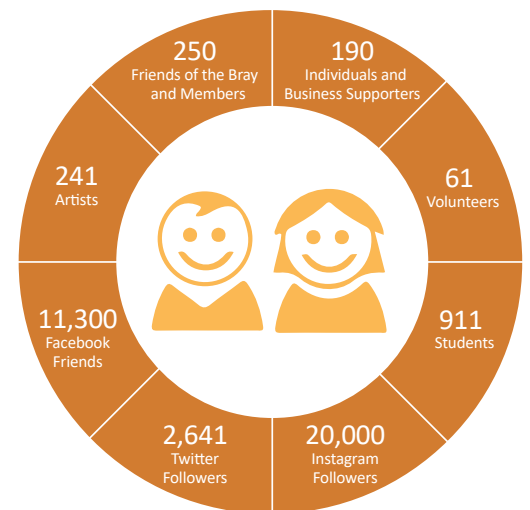 250
Friends of the Bray
and Members
190
Individuals and
Business Supporters
61
Volunteers
911
Students
20,000
Instagram
Followers
2,641
Twitter
Followers
11,300
Facebook
Friends
241
Artists